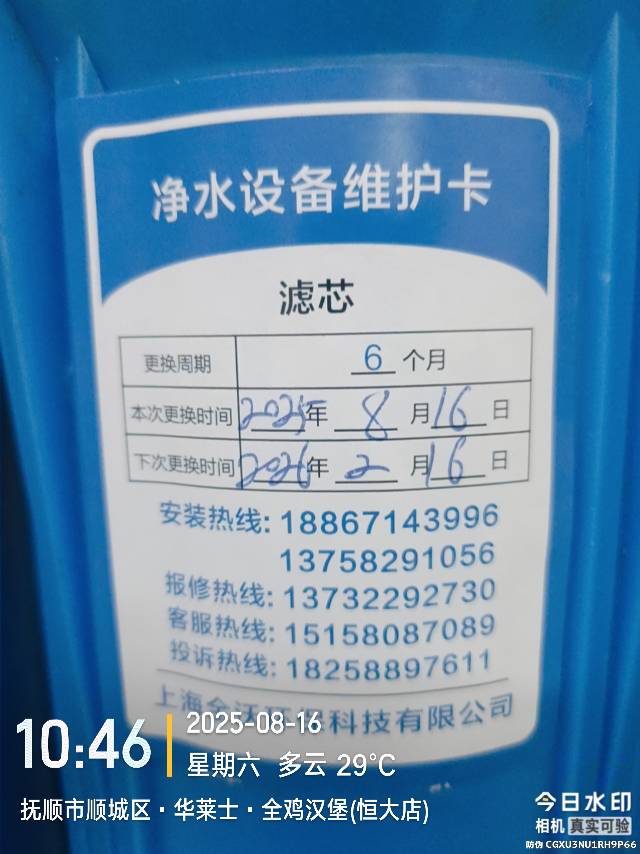 净水设备维护卡
滤芯
更换周期 6 个月
本次更换时间 2025年 8 月 16 日
下次更换时间 2026年 2 月 16 日
安装热线: 18867143996
13758291056
报修热线: 13732292730
客服热线: 15158087089
投诉热线: 18258897611
上海 科技有限公司
10:46
2025-08-16
星期六 多云 29°C
抚顺市顺城区·华莱士·全鸡汉堡(恒大店)
今日水印
相机 真实可验
防伪 CGXU3NU1RH9P66